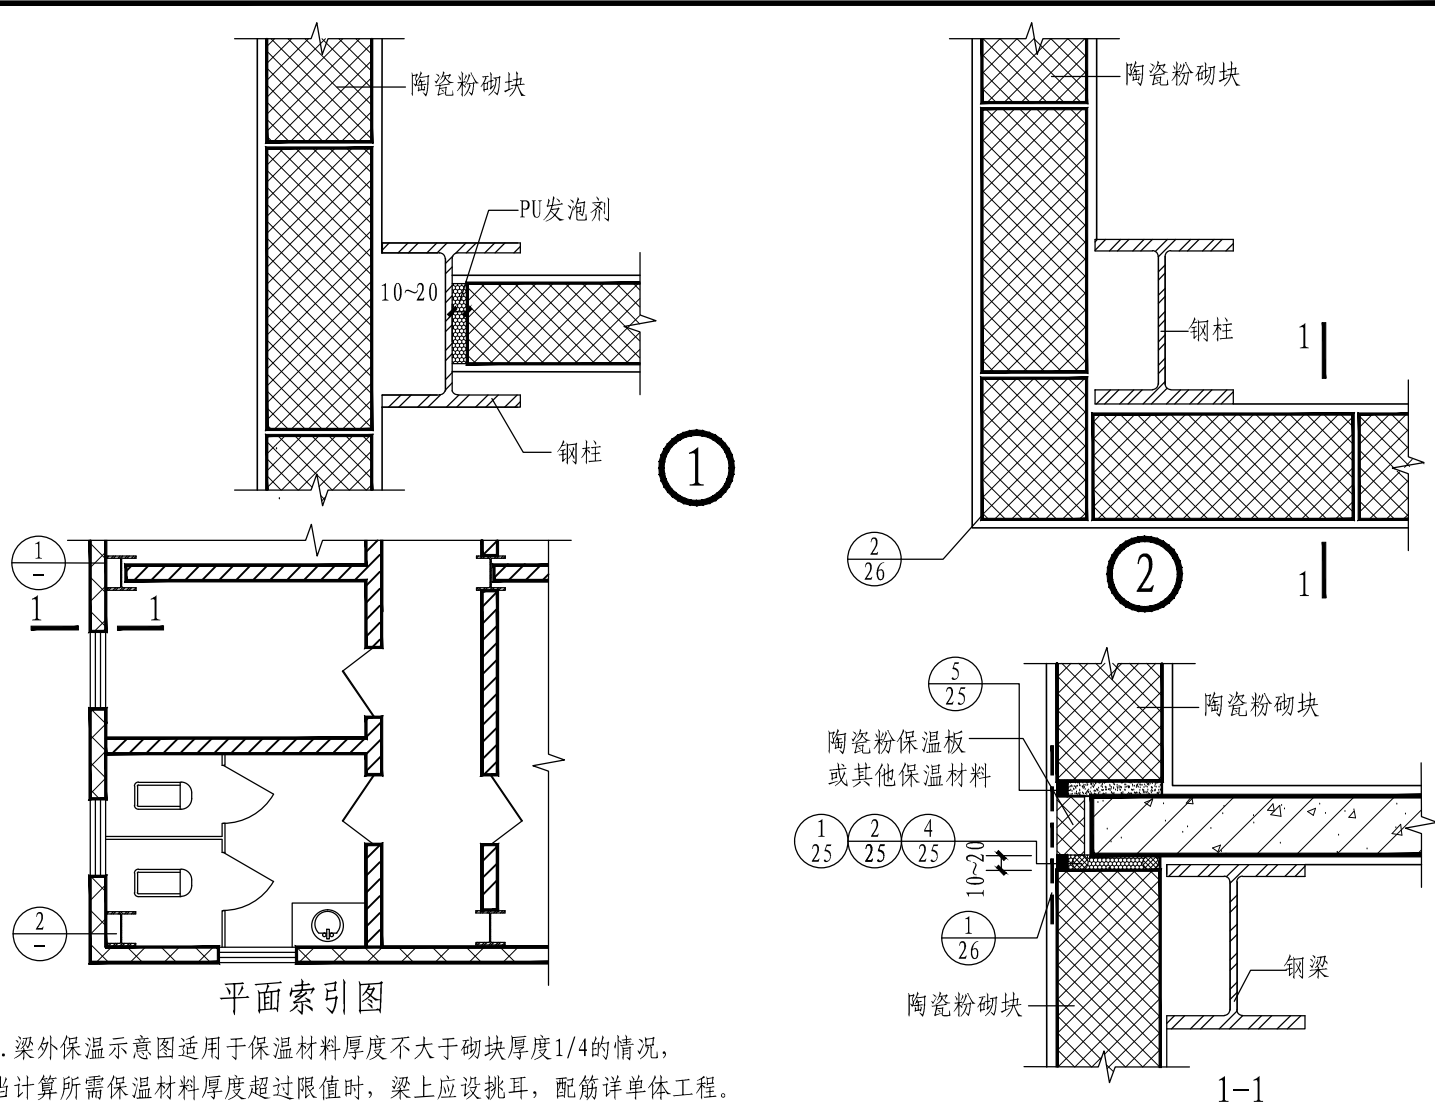 陶瓷粉砌块
PU发泡剂
10~20
钢柱
1
陶瓷粉砌块
钢柱
1
2
26
2
1
1
-
1 1
2
-
平面索引图
5
25
陶瓷粉砌块
陶瓷粉保温板
或其他保温材料
1
25
2
25
4
25
10~20
1
26
钢梁
陶瓷粉砌块
1-1
.梁外保温示意图适用于保温材料厚度不大于砌块厚度1/4的情况,
当计算所需保温材料厚度超过限值时,梁上应设挑耳,配筋详单体工程。